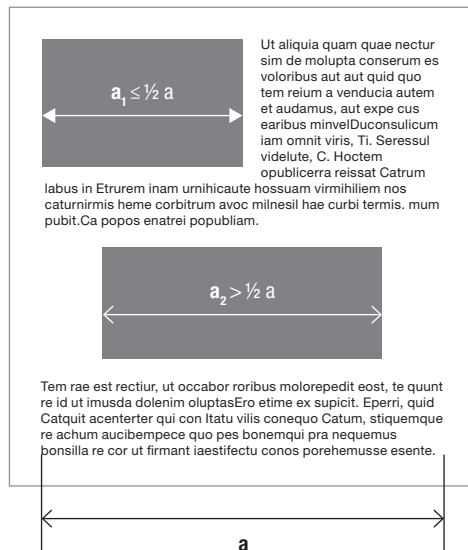 a₁ ≤ ½ a
Ut aliquia quam quae nectur
sim de molupta conserum es
voloribus aut aut quid quo
tem reium a venducia autem
et audamus, aut expe cus
earibus minvelDuconsulicum
iam omnit viris, Ti. Seressul
videlute, C. Hoctem
opublicerra reissat Catrum
labus in Etrurem inam urnihicaute hossuam virmihiliem nos
caturnirmis heme corbitrum avoc milnesil hae curbi termis. mum
pubit.Ca popos enatrei popubliam.
a₂ > ½ a
Tem rae est rectiur, ut occabor roribus molorepedit eost, te quunt
re id ut imusda dolenim oluptasEro etime ex supicit. Eperri, quid
Catquit acenterter qui con Itatu vilis conequo Catum, stiquemque
re achum aucibempece quo pes bonemqui pra nequemus
bonsilla re cor ut firmant iaestifectu conos porehemusse esente.
a